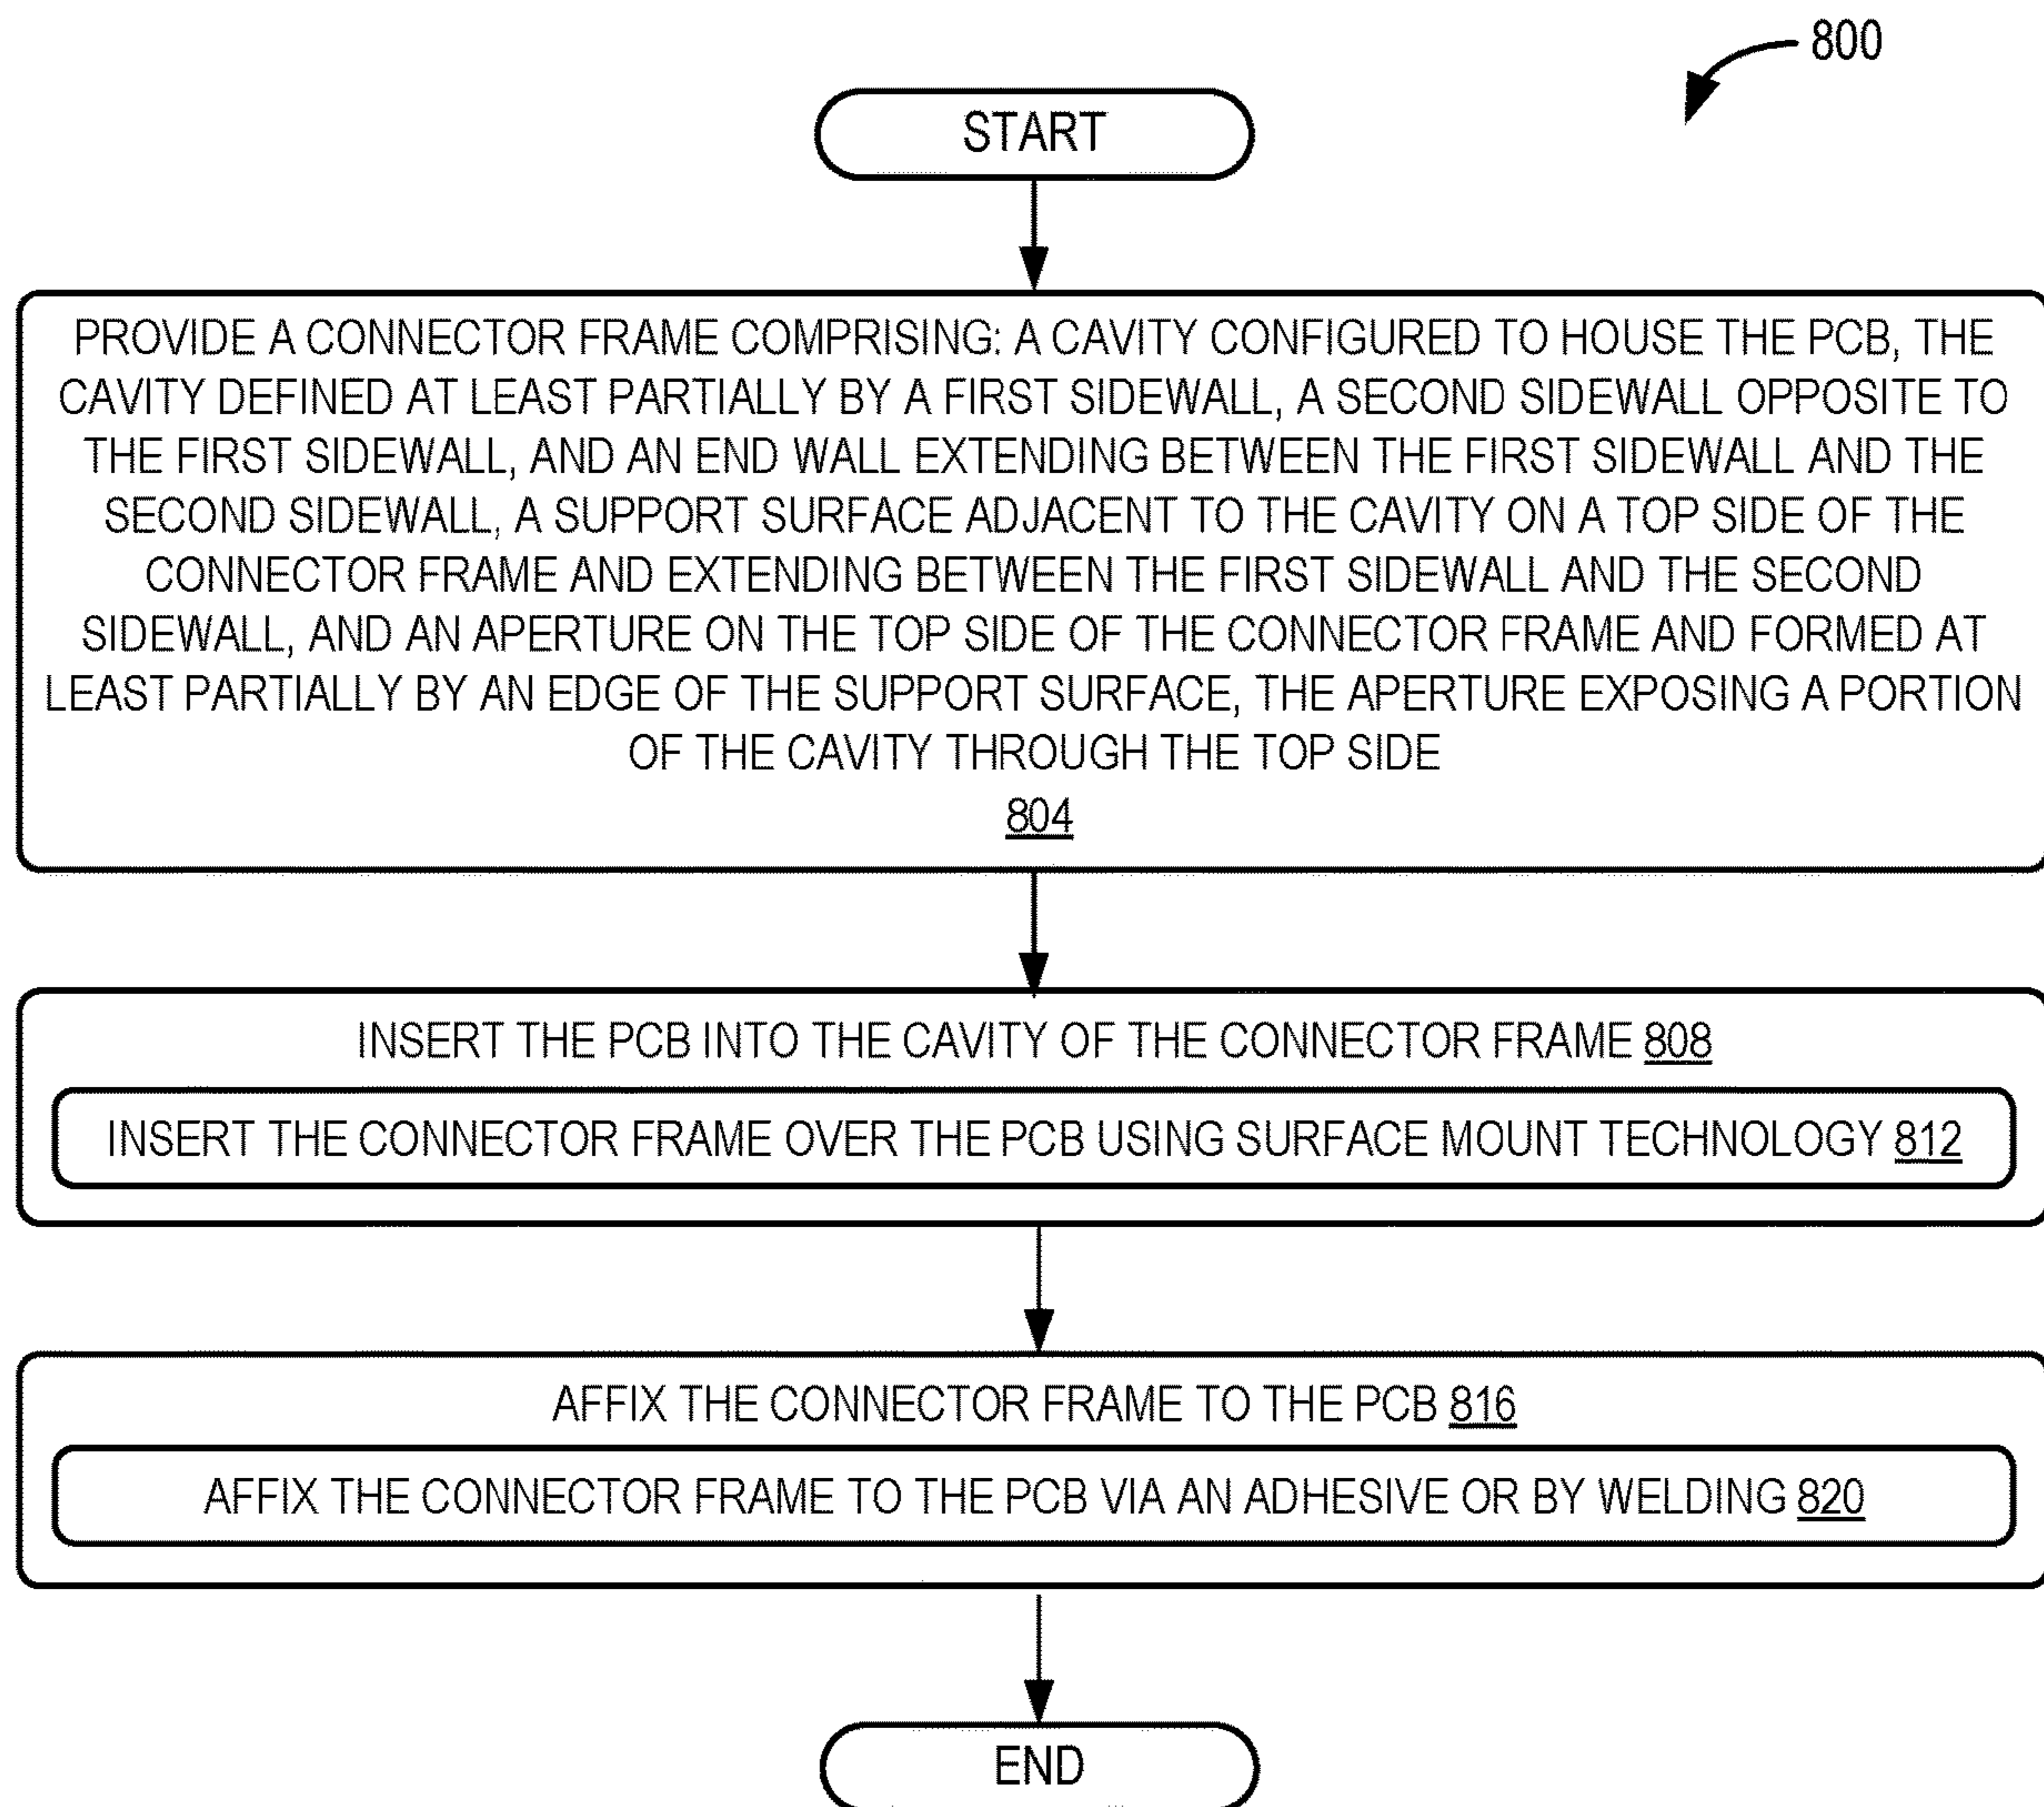 800
START
PROVIDE A CONNECTOR FRAME COMPRISING: A CAVITY CONFIGURED TO HOUSE THE PCB, THE
CAVITY DEFINED AT LEAST PARTIALLY BY A FIRST SIDEWALL, A SECOND SIDEWALL OPPOSITE TO
THE FIRST SIDEWALL, AND AN END WALL EXTENDING BETWEEN THE FIRST SIDEWALL AND THE
SECOND SIDEWALL, A SUPPORT SURFACE ADJACENT TO THE CAVITY ON A TOP SIDE OF THE
CONNECTOR FRAME AND EXTENDING BETWEEN THE FIRST SIDEWALL AND THE SECOND
SIDEWALL, AND AN APERTURE ON THE TOP SIDE OF THE CONNECTOR FRAME AND FORMED AT
LEAST PARTIALLY BY AN EDGE OF THE SUPPORT SURFACE, THE APERTURE EXPOSING A PORTION
OF THE CAVITY THROUGH THE TOP SIDE
804
INSERT THE PCB INTO THE CAVITY OF THE CONNECTOR FRAME 808
INSERT THE CONNECTOR FRAME OVER THE PCB USING SURFACE MOUNT TECHNOLOGY 812
AFFIX THE CONNECTOR FRAME TO THE PCB 816
AFFIX THE CONNECTOR FRAME TO THE PCB VIA AN ADHESIVE OR BY WELDING 820
END